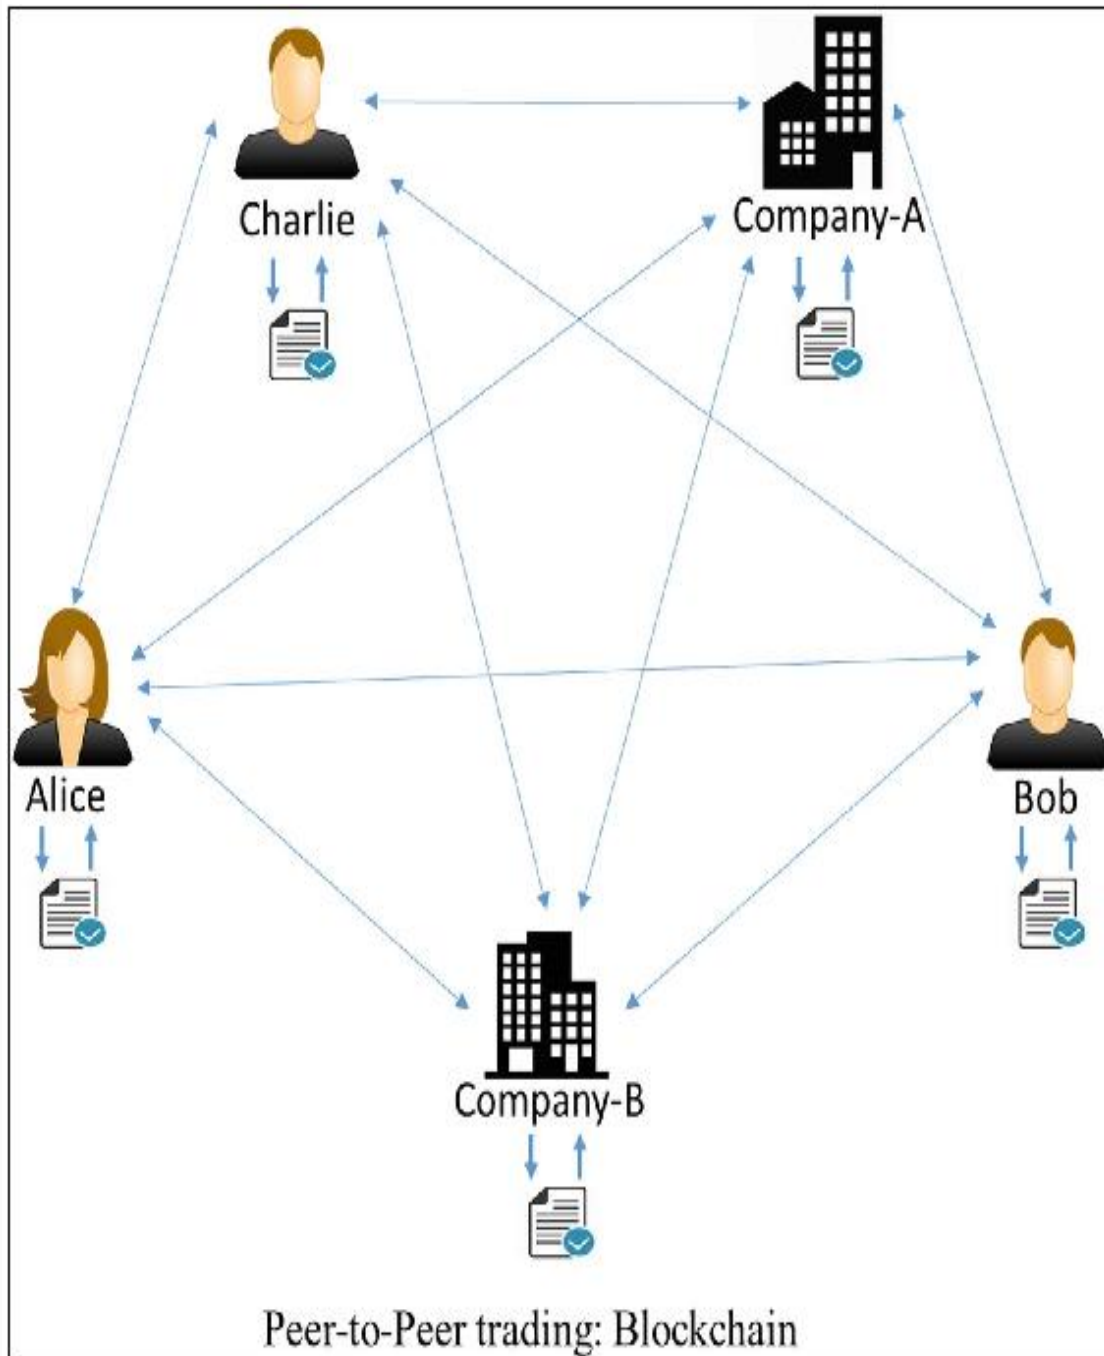 Charlie
Company-A
Alice
Bob
Company-B
Peer-to-Peer trading: Blockchain